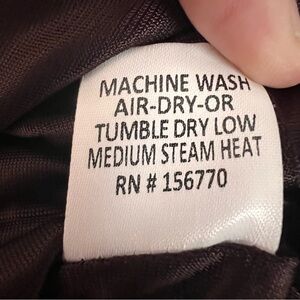 MACHINE WASH
AIR-DRY-OR
TUMBLE DRY LOW
MEDIUM STEAM HEAT
RN # 156770